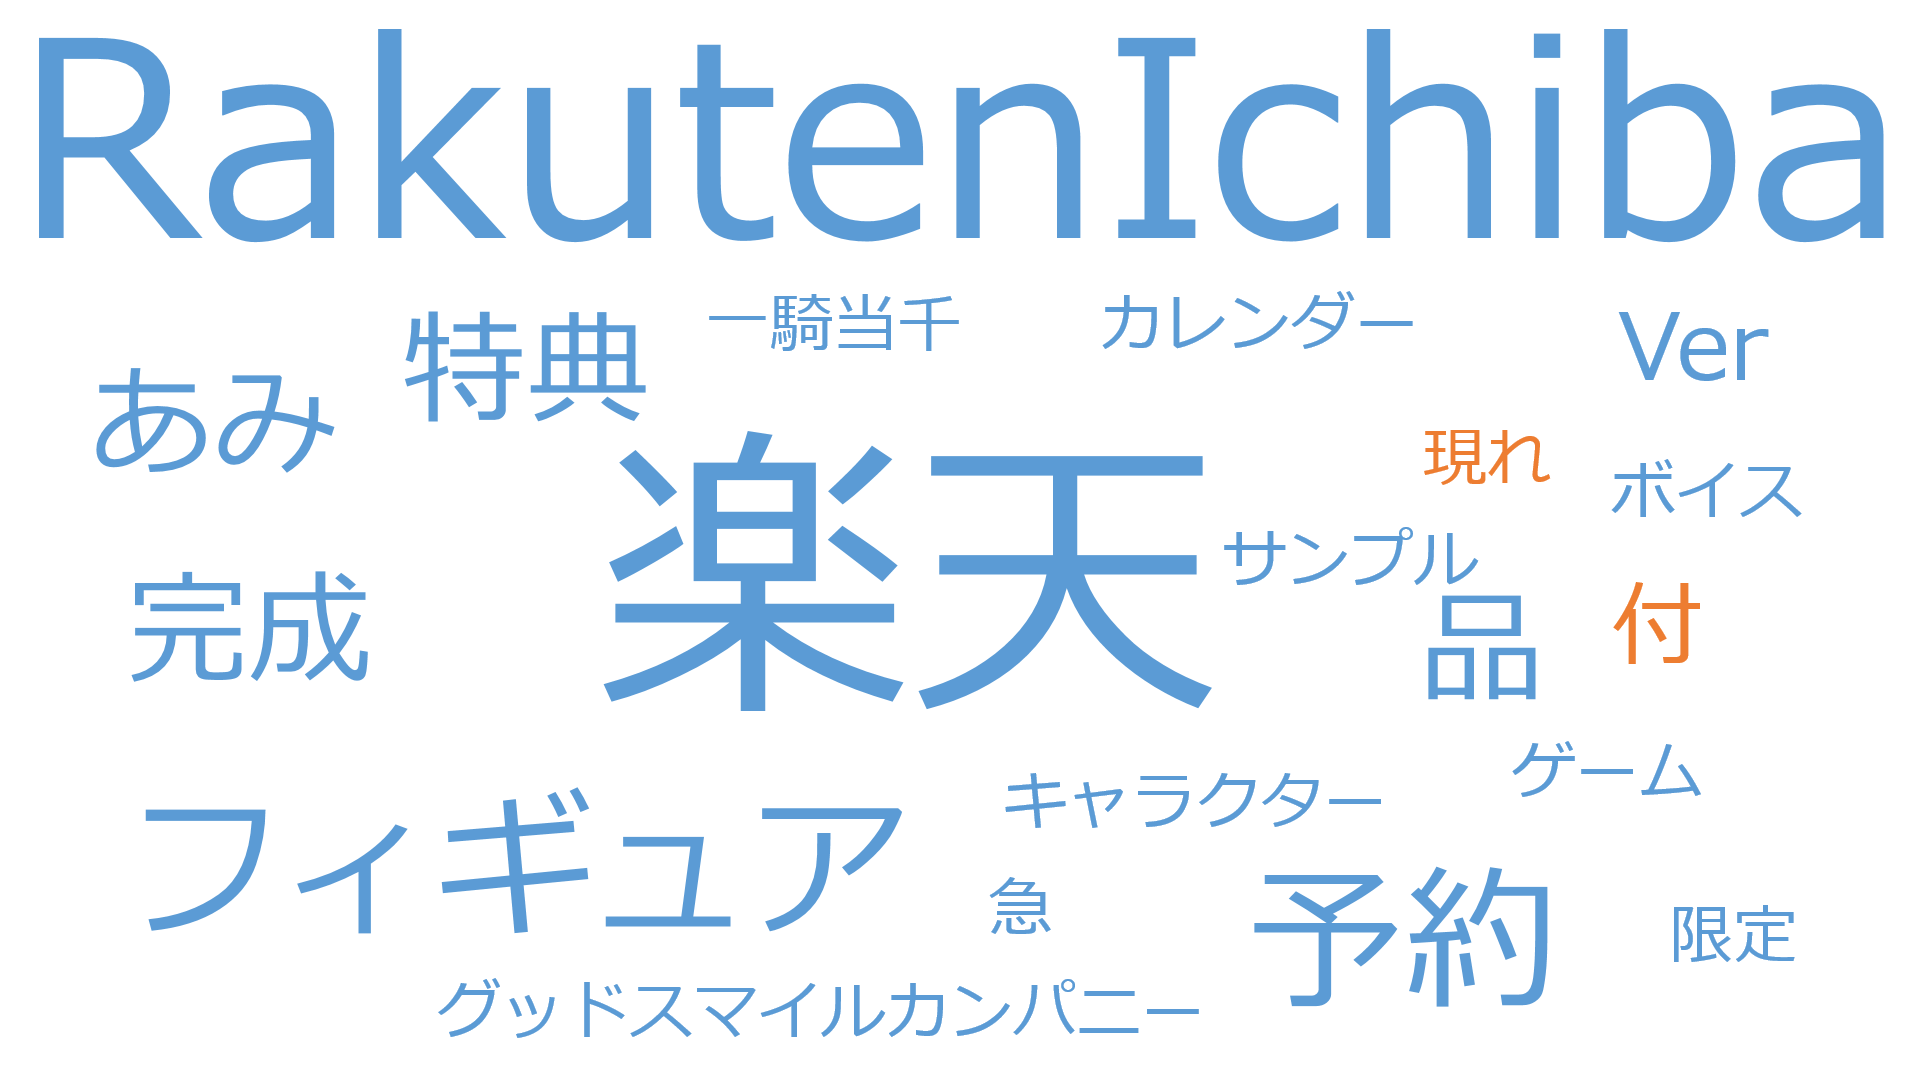 RakutenIchiba
一騎当千
カレンダー
特典
Ver
あみ
現れ
ボイス
楽天
サンプル
完成
品
付
ゲーム
フィギュア
キャラクター
急
予約
限定
グッドスマイルカンパニー